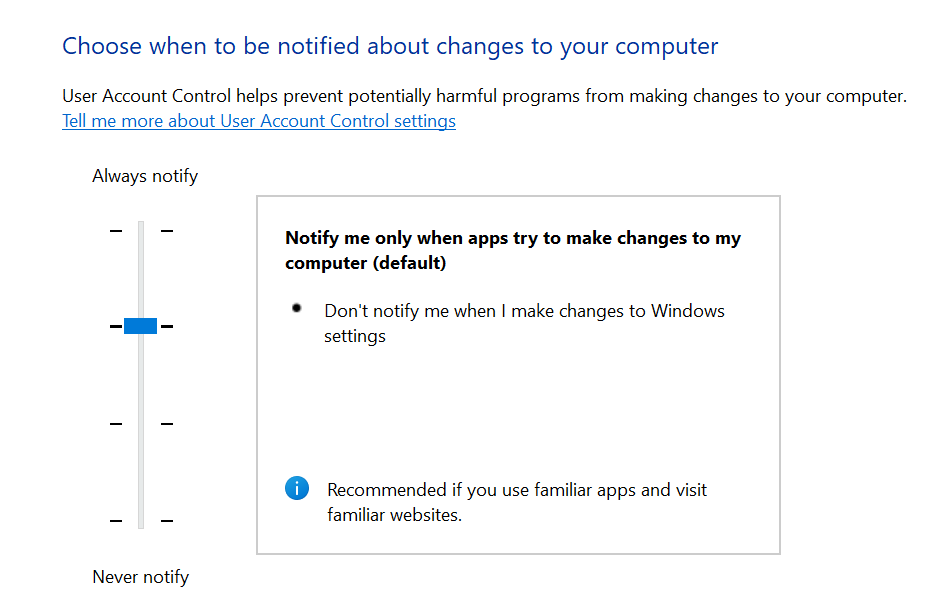 Choose when to be notified about changes to your computer
User Account Control helps prevent potentially harmful programs from making changes to your computer.
Tell me more about User Account Control settings
Always notify
Notify me only when apps try to make changes to my
computer (default)
Don't notify me when I make changes to Windows
settings
Recommended if you use familiar apps and visit
familiar websites.
Never notify